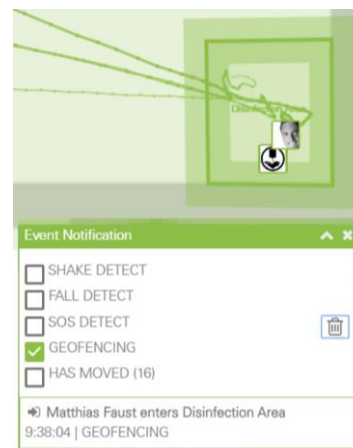 Event Notification
SHAKE DETECT
FALL DETECT
SOS DETECT
GEOFENCING
HAS MOVED (16)
Matthias Faust enters Disinfection Area
9:38:04 | GEOFENCING